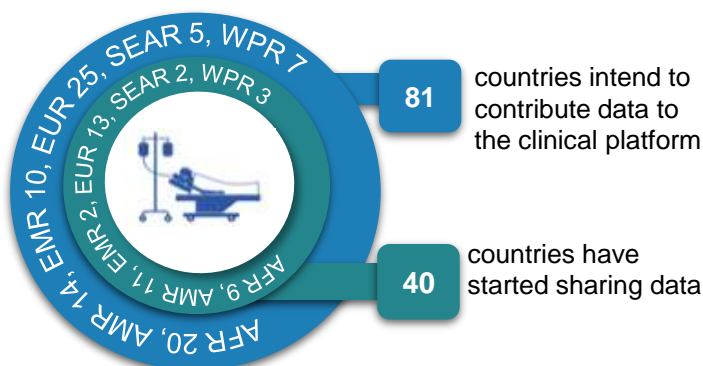 AFR 20, AMR 14, EMR 10, EUR 25, SEAR 5, WPR 7
AFR 9, AMR 11, EMR 2, EUR 13, SEAR 2, WPR 3
81
countries intend to
contribute data to
the clinical platform
40
countries have
started sharing data